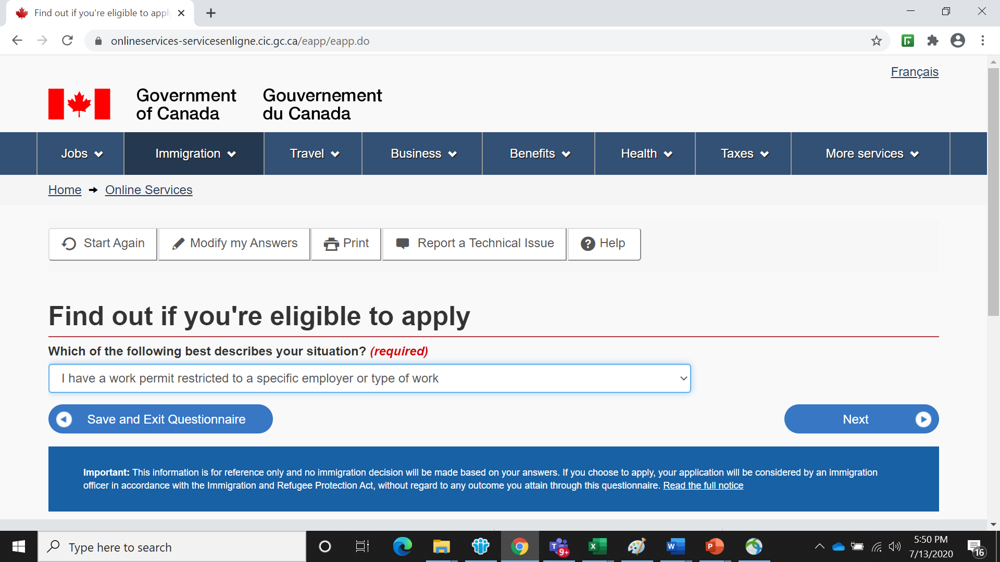 Find out if you're eligible to appl
onlineservices-servicesenligne.cic.gc.ca/eapp/eapp.do
Français
Government of Canada
Gouvernement du Canada
Jobs Immigration Travel Business Benefits Health Taxes More services
Home Online Services
Start Again Modify my Answers Print Report a Technical Issue Help
Find out if you're eligible to apply
Which of the following best describes your situation? (required)
I have a work permit restricted to a specific employer or type of work
Save and Exit Questionnaire Next
Important: This information is for reference only and no immigration decision will be made based on your answers. If you choose to apply, your application will be considered by an immigration
officer in accordance with the Immigration and Refugee Protection Act, without regard to any outcome you attain through this questionnaire. Read the full notice
Type here to search
9+
5:50 PM
7/13/2020
16